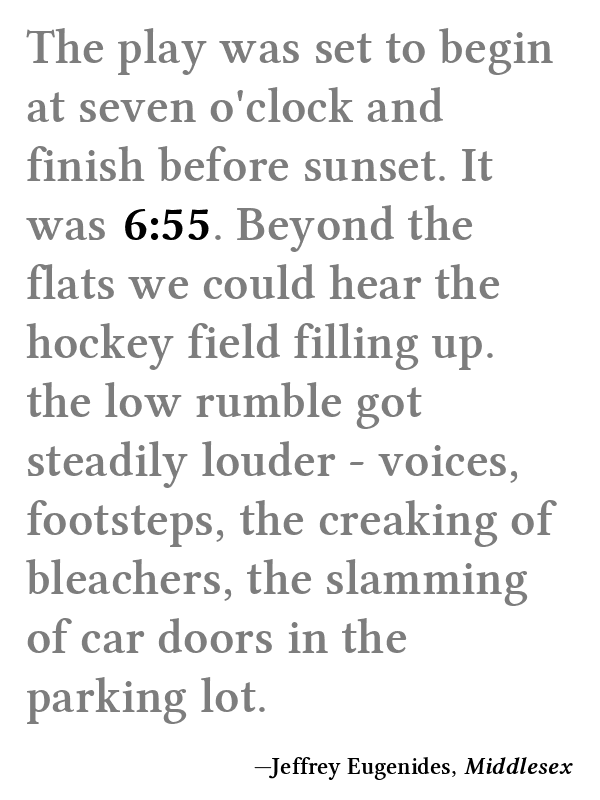 The play was set to begin
at seven o'clock and
finish before sunset. It
was 6:55. Beyond the
flats we could hear the
hockey field filling up.
the low rumble got
steadily louder - voices,
footsteps, the creaking of
bleachers, the slamming
of car doors in the
parking lot.
—Jeffrey Eugenides, Middlesex